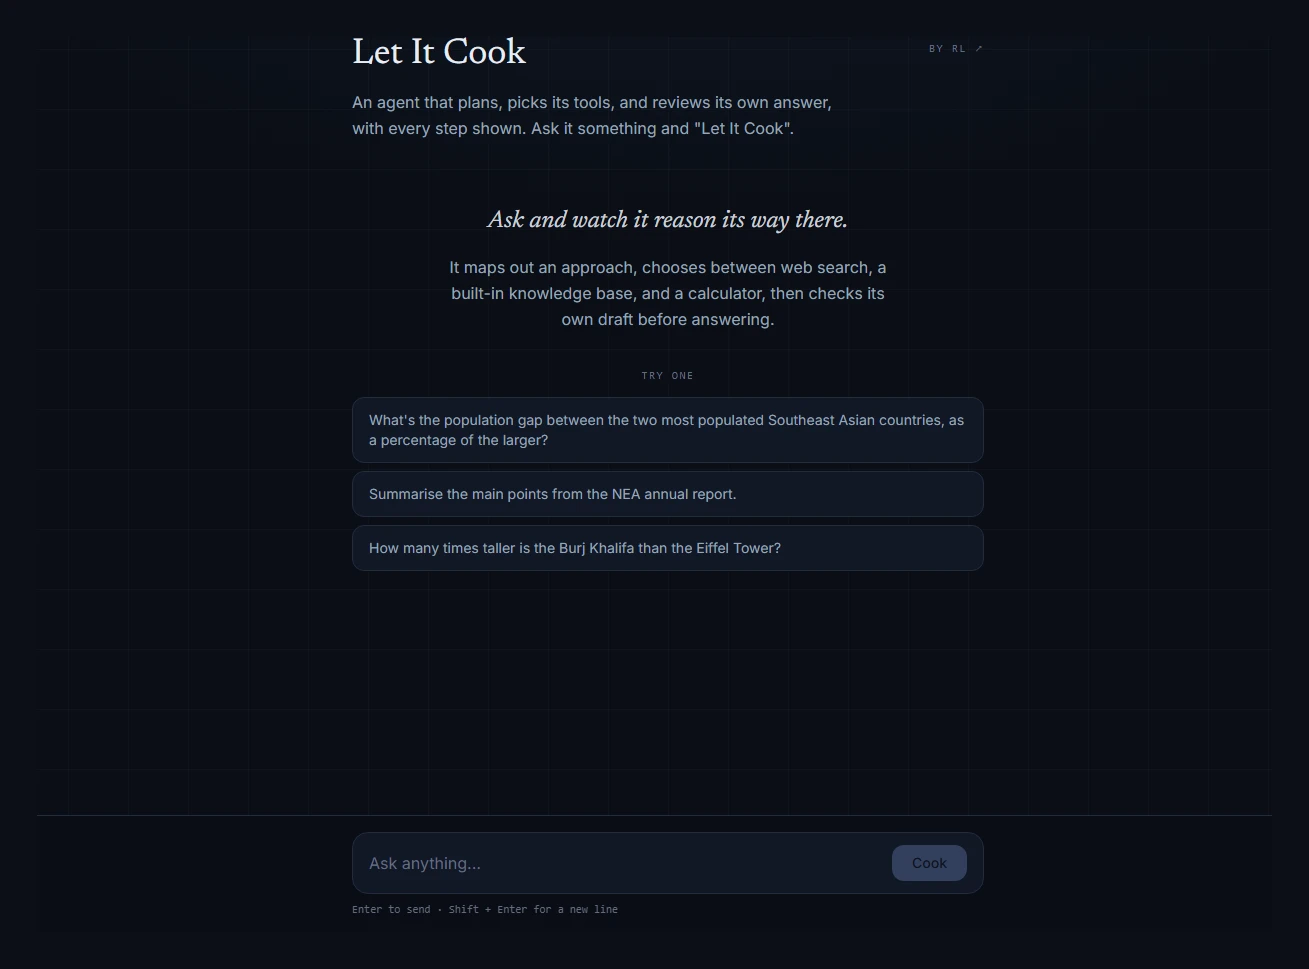 Let It Cook
BY RL ↗
An agent that plans, picks its tools, and reviews its own answer,
with every step shown. Ask it something and "Let It Cook".
Ask and watch it reason its way there.
It maps out an approach, chooses between web search, a
built-in knowledge base, and a calculator, then checks its
own draft before answering.
TRY ONE
What's the population gap between the two most populated Southeast Asian countries, as
a percentage of the larger?
Summarise the main points from the NEA annual report.
How many times taller is the Burj Khalifa than the Eiffel Tower?
Ask anything...
Cook
Enter to send · Shift + Enter for a new line